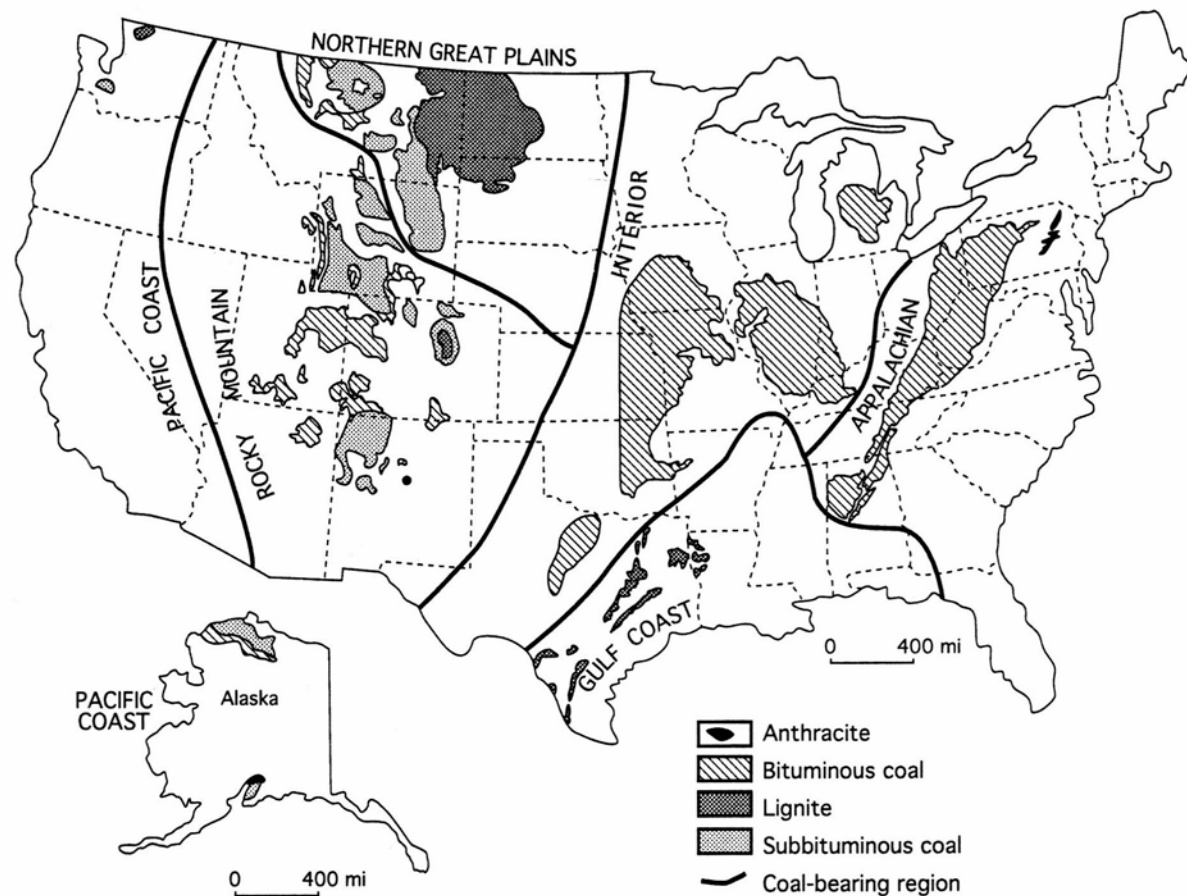 NORTHERN GREAT PLAINS
PACIFIC COAST
ROCKY
MOUNTAIN
INTERIOR
APPALACHIAN
GULF COAST
0 400 mi
PACIFIC
COAST
Alaska
0 400 mi
Anthracite
Bituminous coal
Lignite
Subbituminous coal
Coal-bearing region